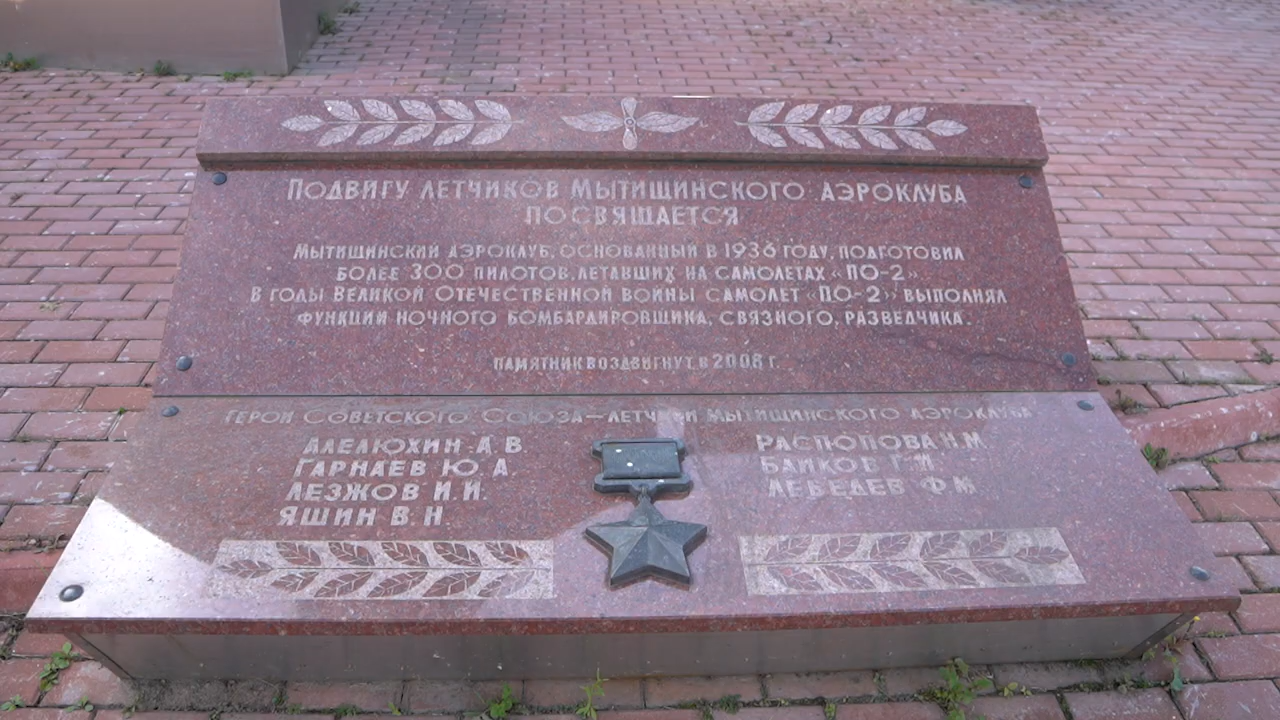 Подвигу летчиков Мытищинского аэроклуба
посвящается
Мытищинский аэроклуб, основанный в 1936 году, подготовил
более 300 пилотов, летавших на самолетах «ПО-2».
В годы Великой Отечественной войны самолет «ПО-2» выполнял
функции ночного бомбардировщика, связного, разведчика.
Памятник воздвигнут в 2008 г.
Герои Советского Союза — летчики Мытищинского аэроклуба
Алелюхин А.В.
Гарнаев Ю.А.
Лезжов И.И.
Яшин В.Н
Распопова Н.М.
Байков Г.И.
Лебедев Ф.М